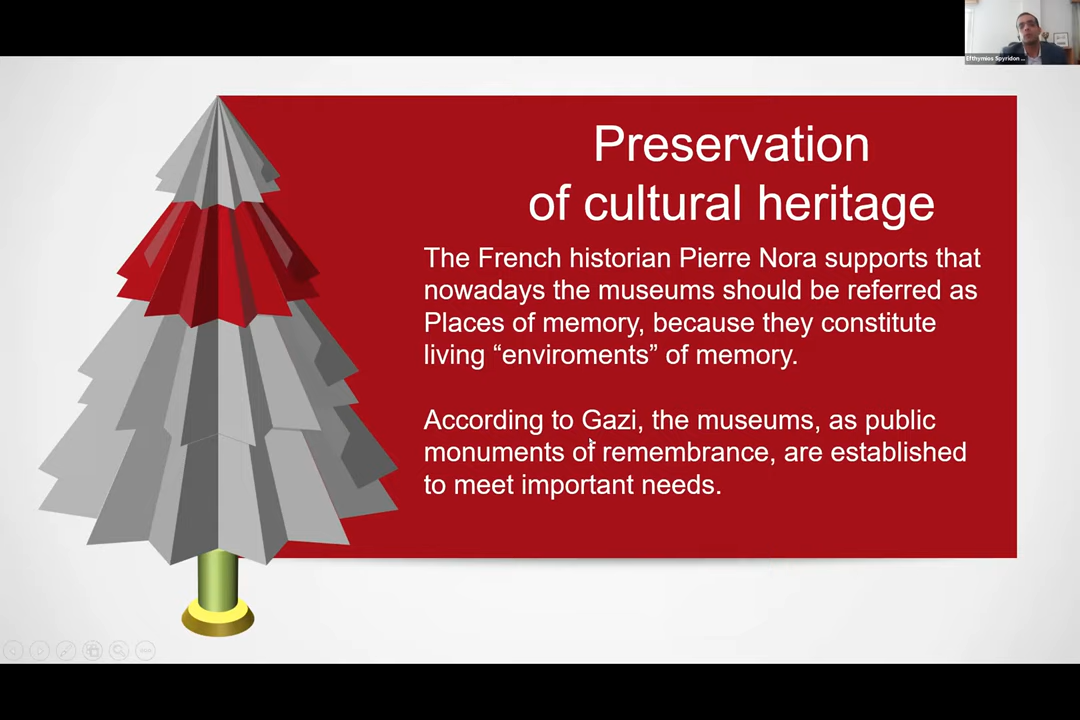 Efthymios Spyridon ...
Preservation
of cultural heritage
The French historian Pierre Nora supports that
nowadays the museums should be referred as
Places of memory, because they constitute
living “enviroments” of memory.
According to Gazi, the museums, as public
monuments of remembrance, are established
to meet important needs.